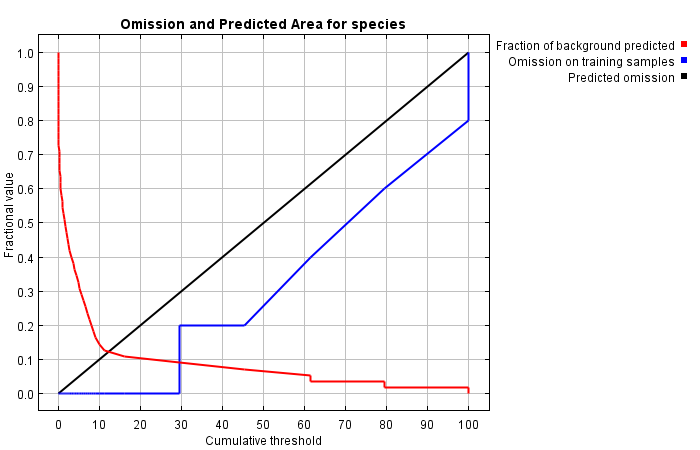 Omission and Predicted Area for species
Fraction of background predicted
Omission on training samples
Predicted omission
Fractional value
1.0
0.9
0.8
0.7
0.6
0.5
0.4
0.3
0.2
0.1
0.0
0 10 20 30 40 50 60 70 80 90 100
Cumulative threshold